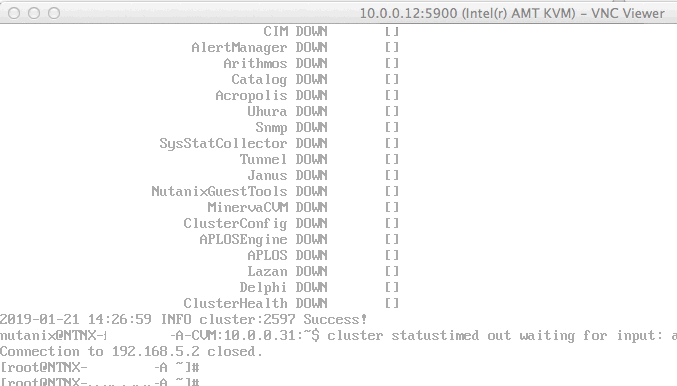 10.0.0.12:5900 (Intel(r) AMT KVM) – VNC Viewer
CIM DOWN []
AlertManager DOWN []
Arithmos DOWN []
Catalog DOWN []
Acropolis DOWN []
Uhura DOWN []
Snmp DOWN []
SysStatCollector DOWN []
Tunnel DOWN []
Janus DOWN []
NutanixGuestTools DOWN []
MinervaCVM DOWN []
ClusterConfig DOWN []
APLOSEngine DOWN []
APLOS DOWN []
Lazan DOWN []
Delphi DOWN []
ClusterHealth DOWN []
2019-01-21 14:26:59 INFO cluster:2597 Success!
nutanix@NTNX- -A-CVM:10.0.0.31:~$ cluster statustimed out waiting for input: a
Connection to 192.168.5.2 closed.
[root@NTNX- -A ~]#
[root@NTNX- -A ~]#